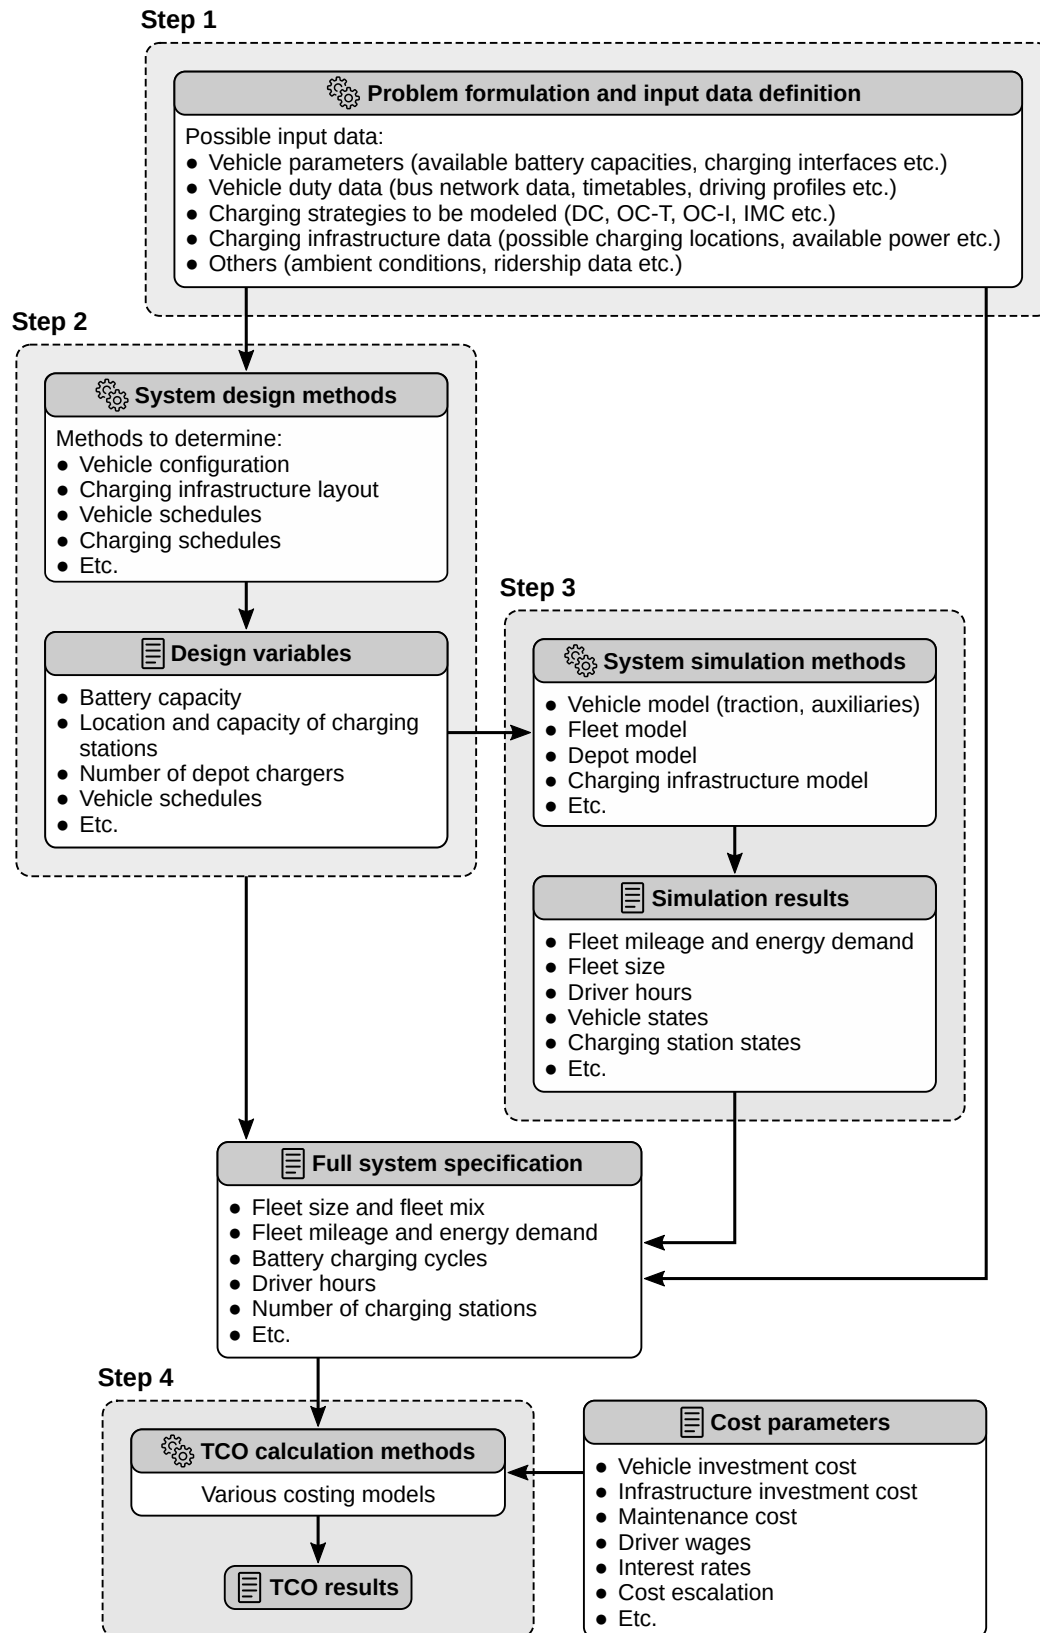 Step 1
Problem formulation and input data definition
Possible input data:
● Vehicle parameters (available battery capacities, charging interfaces etc.)
● Vehicle duty data (bus network data, timetables, driving profiles etc.)
● Charging strategies to be modeled (DC, OC-T, OC-I, IMC etc.)
● Charging infrastructure data (possible charging locations, available power etc.)
● Others (ambient conditions, ridership data etc.)
Step 2
System design methods
Methods to determine:
● Vehicle configuration
● Charging infrastructure layout
● Vehicle schedules
● Charging schedules
● Etc.
Design variables
● Battery capacity
● Location and capacity of charging
stations
● Number of depot chargers
● Vehicle schedules
● Etc.
Step 3
System simulation methods
● Vehicle model (traction, auxiliaries)
● Fleet model
● Depot model
● Charging infrastructure model
● Etc.
Simulation results
● Fleet mileage and energy demand
● Fleet size
● Driver hours
● Vehicle states
● Charging station states
● Etc.
Full system specification
● Fleet size and fleet mix
● Fleet mileage and energy demand
● Battery charging cycles
● Driver hours
● Number of charging stations
● Etc.
Step 4
TCO calculation methods
Various costing models
TCO results
Cost parameters
● Vehicle investment cost
● Infrastructure investment cost
● Maintenance cost
● Driver wages
● Interest rates
● Cost escalation
● Etc.